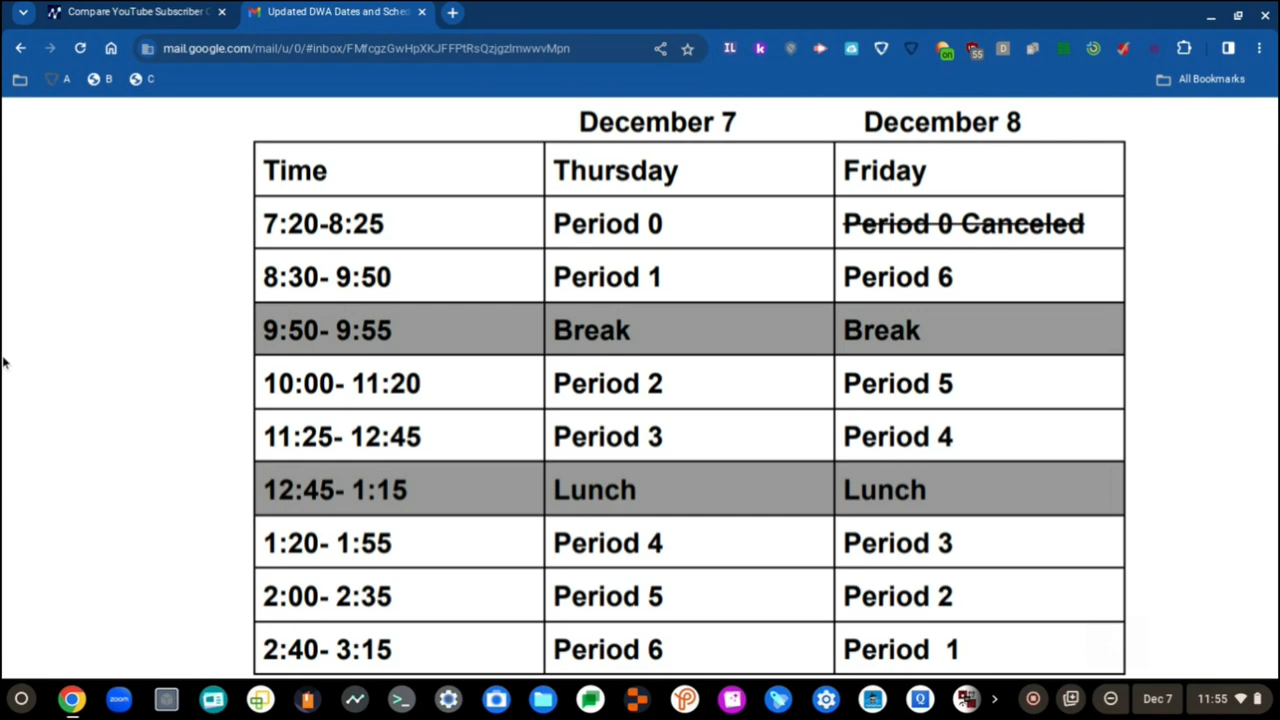 Compare YouTube Subscriber C
Updated DWA Dates and Sched
mail.google.com/mail/u/0/#inbox/FMfcgzGwHpXKJFFPtRsQzjgzlmwwvMpn
IL k D on 55
A B C All Bookmarks
December 7 December 8
Time Thursday Friday
7:20-8:25 Period 0 Period 0 Canceled
8:30- 9:50 Period 1 Period 6
9:50- 9:55 Break Break
10:00- 11:20 Period 2 Period 5
11:25- 12:45 Period 3 Period 4
12:45- 1:15 Lunch Lunch
1:20- 1:55 Period 4 Period 3
2:00- 2:35 Period 5 Period 2
2:40- 3:15 Period 6 Period 1
zoom Q Dec 7 11:55